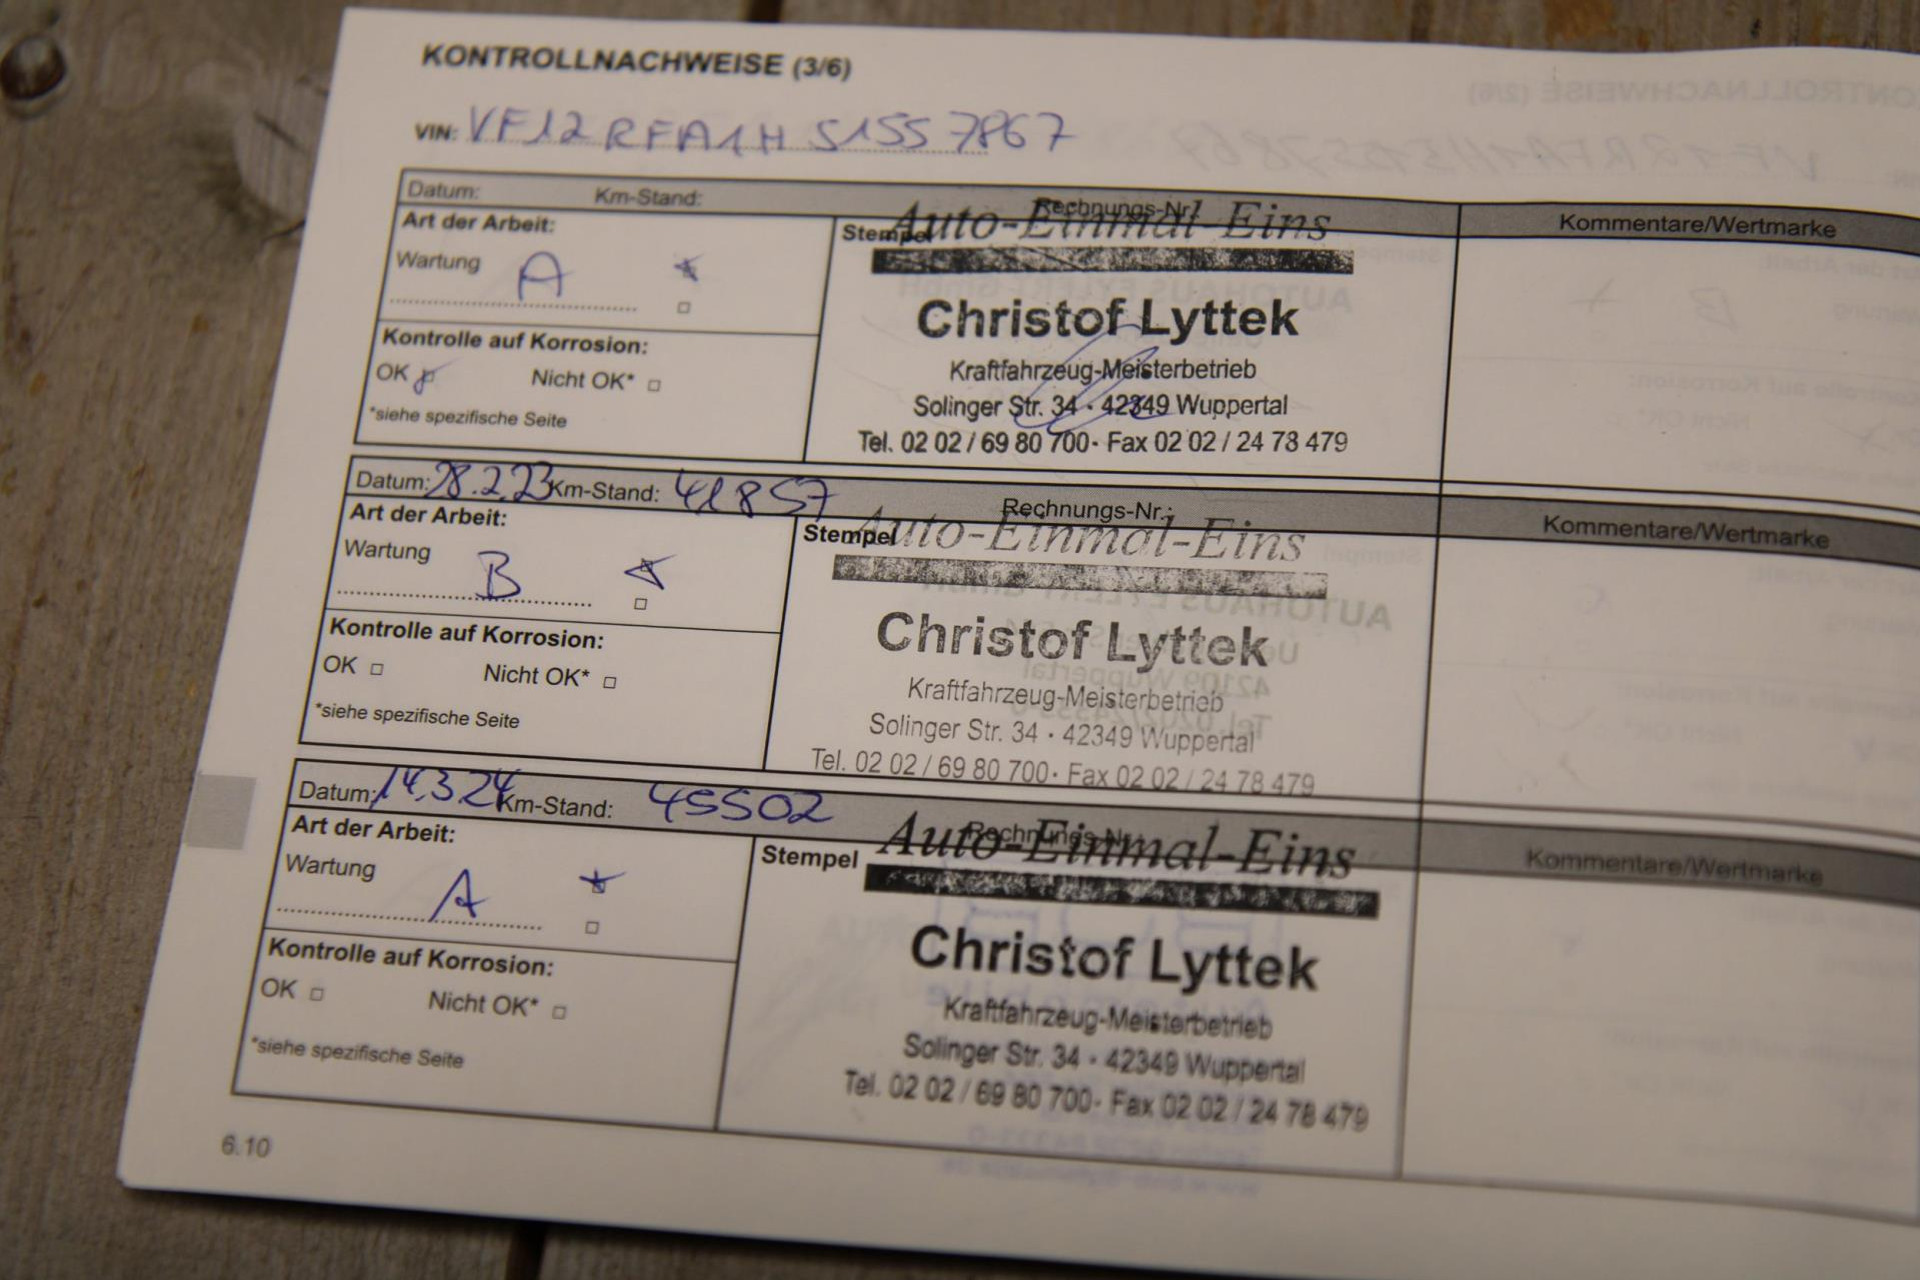 KONTROLLNACHWEISE (3/6)
VIN: VF12RFA1H51557867
Datum: Km-Stand: Rechnungs-Nr.
Kommentare/Wertmarke
Art der Arbeit:
Wartung A
Kontrolle auf Korrosion:
OK Nicht OK*
*siehe spezifische Seite
Stempel
Auto-Einmal-Eins
Christof Lyttek
Kraftfahrzeug-Meisterbetrieb
Solinger Str. 34 · 42349 Wuppertal
Tel. 02 02 / 69 80 700 · Fax 02 02 / 24 78 479
Datum: 28.2.23 Km-Stand: 41857 Rechnungs-Nr.:
Kommentare/Wertmarke
Art der Arbeit:
Wartung B
Kontrolle auf Korrosion:
OK Nicht OK*
*siehe spezifische Seite
Stempel
Auto-Einmal-Eins
Christof Lyttek
Kraftfahrzeug-Meisterbetrieb
Solinger Str. 34 · 42349 Wuppertal
Tel. 02 02 / 69 80 700 · Fax 02 02 / 24 78 479
Datum: 14.3.24 Km-Stand: 45502 Rechnungs-Nr.:
Kommentare/Wertmarke
Art der Arbeit:
Wartung A
Kontrolle auf Korrosion:
OK Nicht OK*
*siehe spezifische Seite
Stempel
Auto-Einmal-Eins
Christof Lyttek
Kraftfahrzeug-Meisterbetrieb
Solinger Str. 34 · 42349 Wuppertal
Tel. 02 02 / 69 80 700 · Fax 02 02 / 24 78 479
6.10